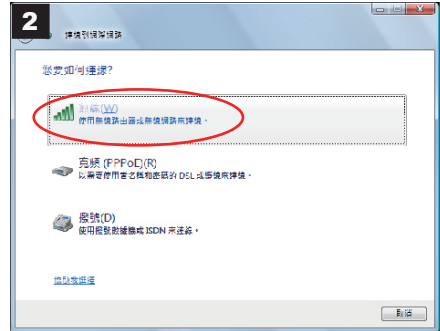 2
連線到網際網路
您要如何連線?
無線(W)
使用無線路由器或無線網路來連線。
寬頻 (PPPoE)(R)
以需要使用者名稱和密碼的 DSL 或纜線來連線。
撥號(D)
使用撥號數據機或 ISDN 來連線。
協助我選擇
取消